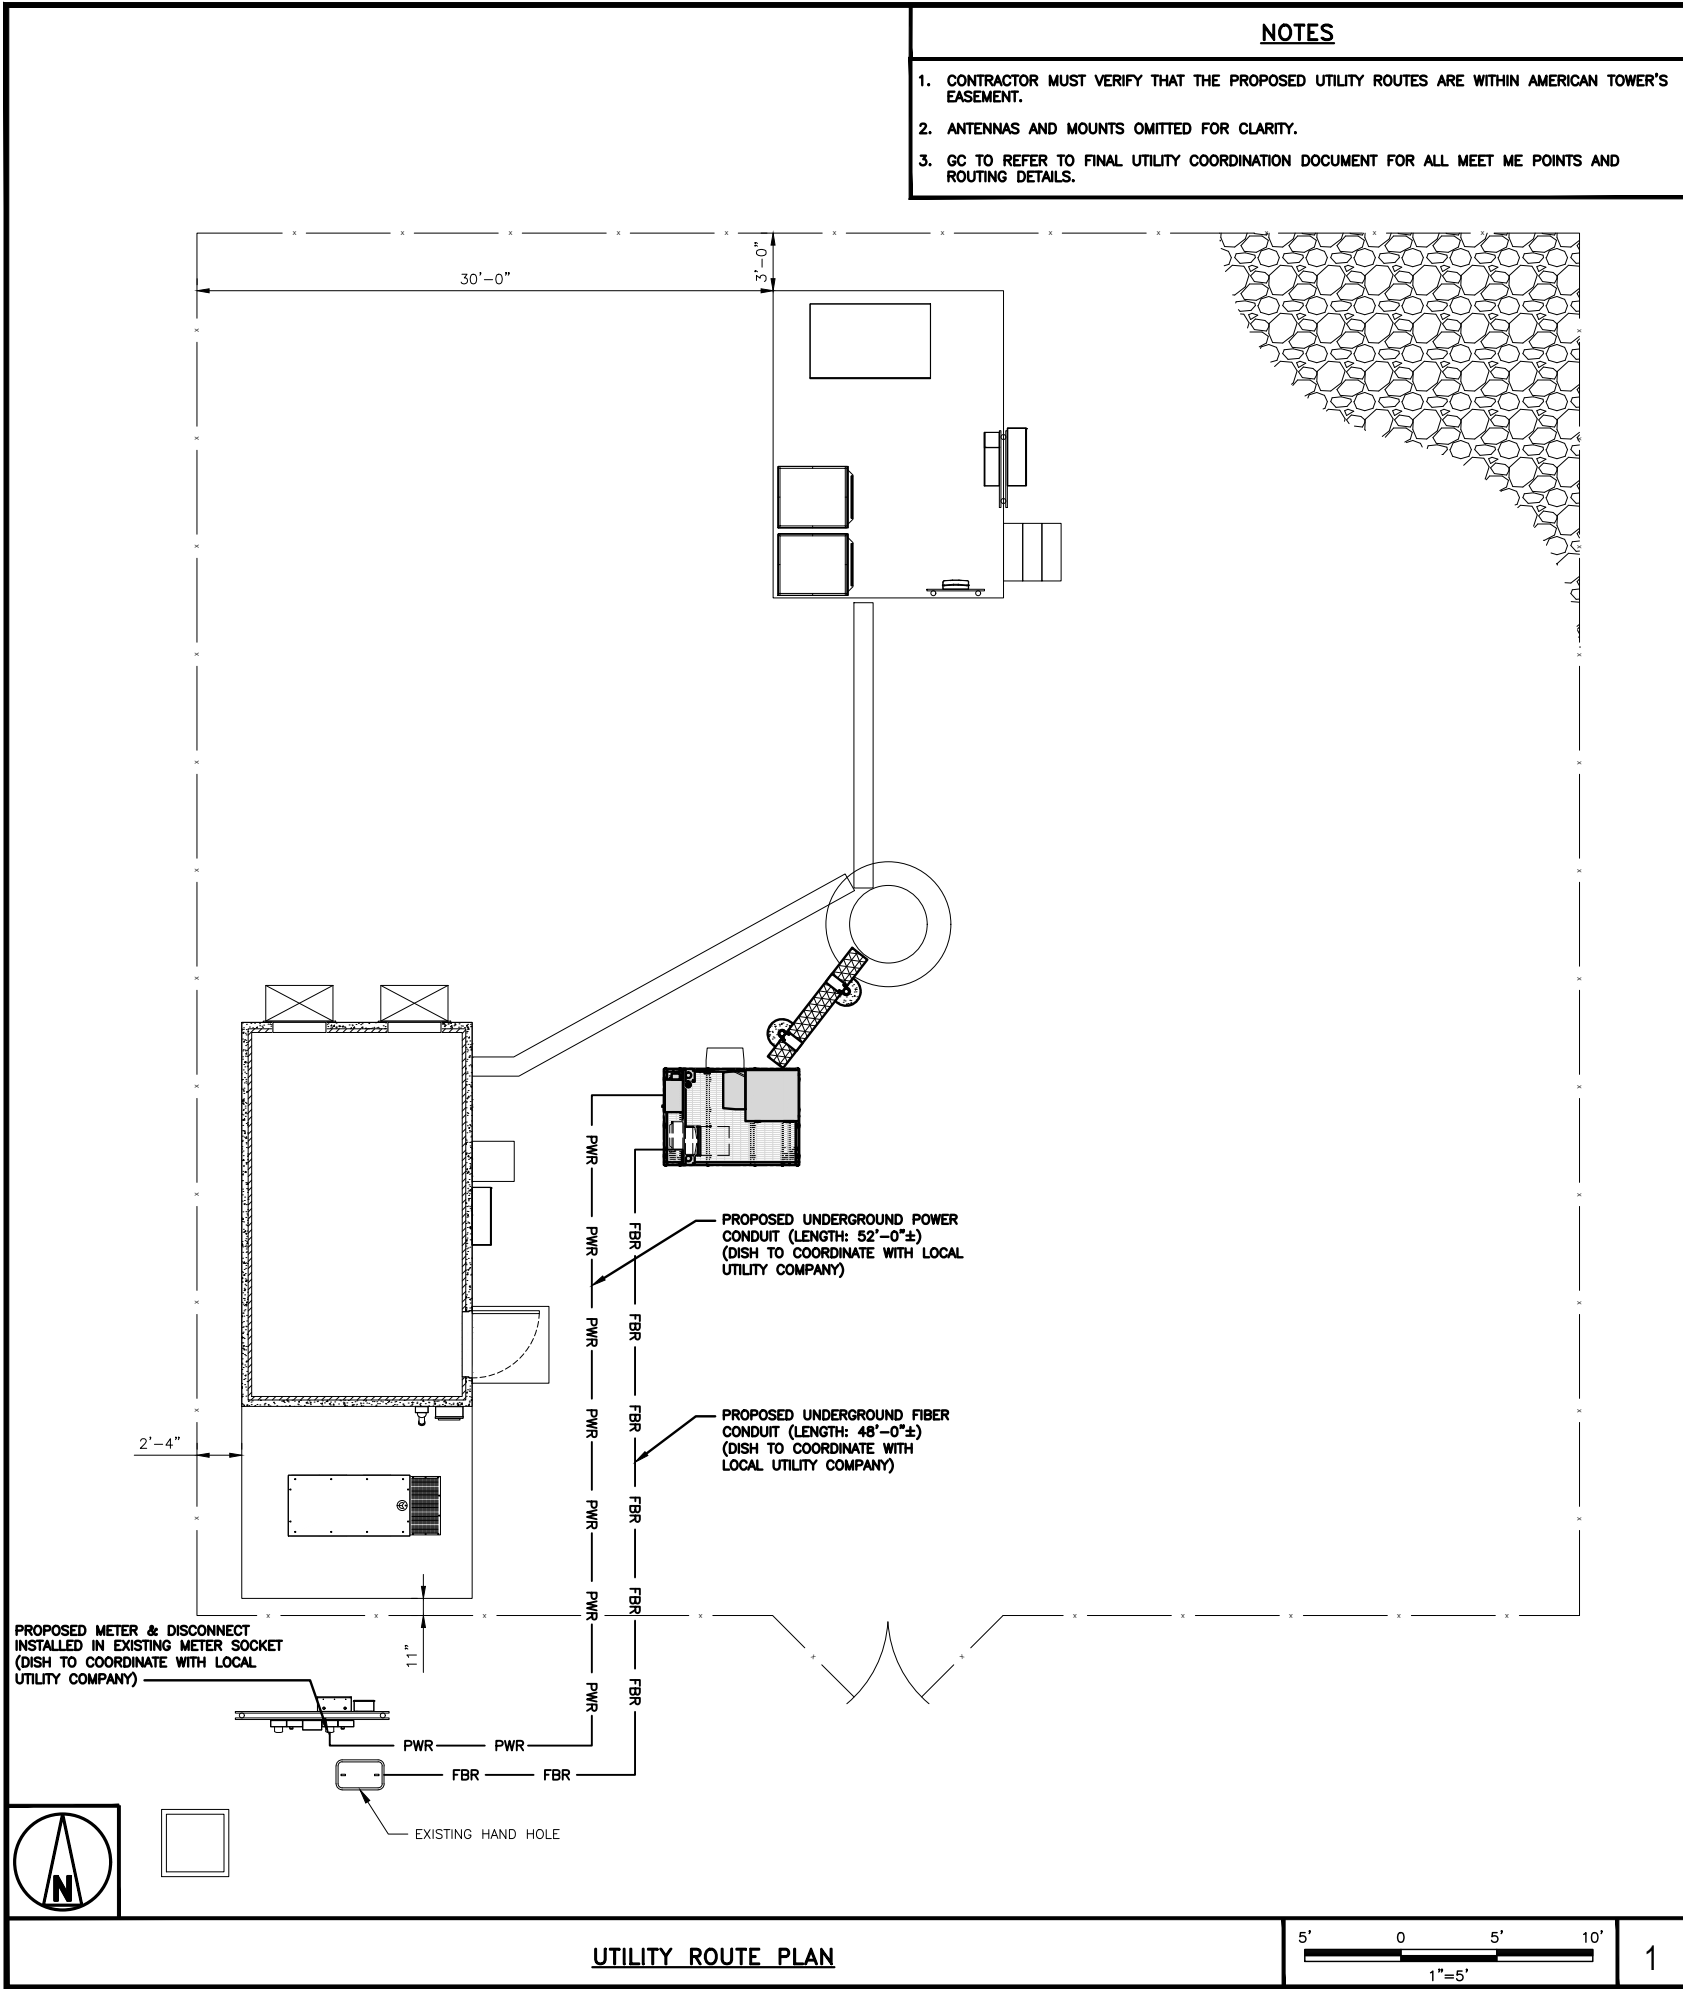 NOTES
1. CONTRACTOR MUST VERIFY THAT THE PROPOSED UTILITY ROUTES ARE WITHIN AMERICAN TOWER'S
EASEMENT.
2. ANTENNAS AND MOUNTS OMITTED FOR CLARITY.
3. GC TO REFER TO FINAL UTILITY COORDINATION DOCUMENT FOR ALL MEET ME POINTS AND
ROUTING DETAILS.
30'-0"
3'-0"
PWR
PWR
FBR
PROPOSED UNDERGROUND POWER
CONDUIT (LENGTH: 52'-0"±)
(DISH TO COORDINATE WITH LOCAL
UTILITY COMPANY)
PWR
FBR
PWR
FBR
PROPOSED UNDERGROUND FIBER
CONDUIT (LENGTH: 48'-0"±)
(DISH TO COORDINATE WITH
LOCAL UTILITY COMPANY)
2'-4"
PWR
FBR
PWR
FBR
11"
PROPOSED METER & DISCONNECT
INSTALLED IN EXISTING METER SOCKET
(DISH TO COORDINATE WITH LOCAL
UTILITY COMPANY)
PWR
FBR
PWR PWR
FBR FBR
EXISTING HAND HOLE
N
UTILITY ROUTE PLAN
5' 0 5' 10'
1"=5'
1